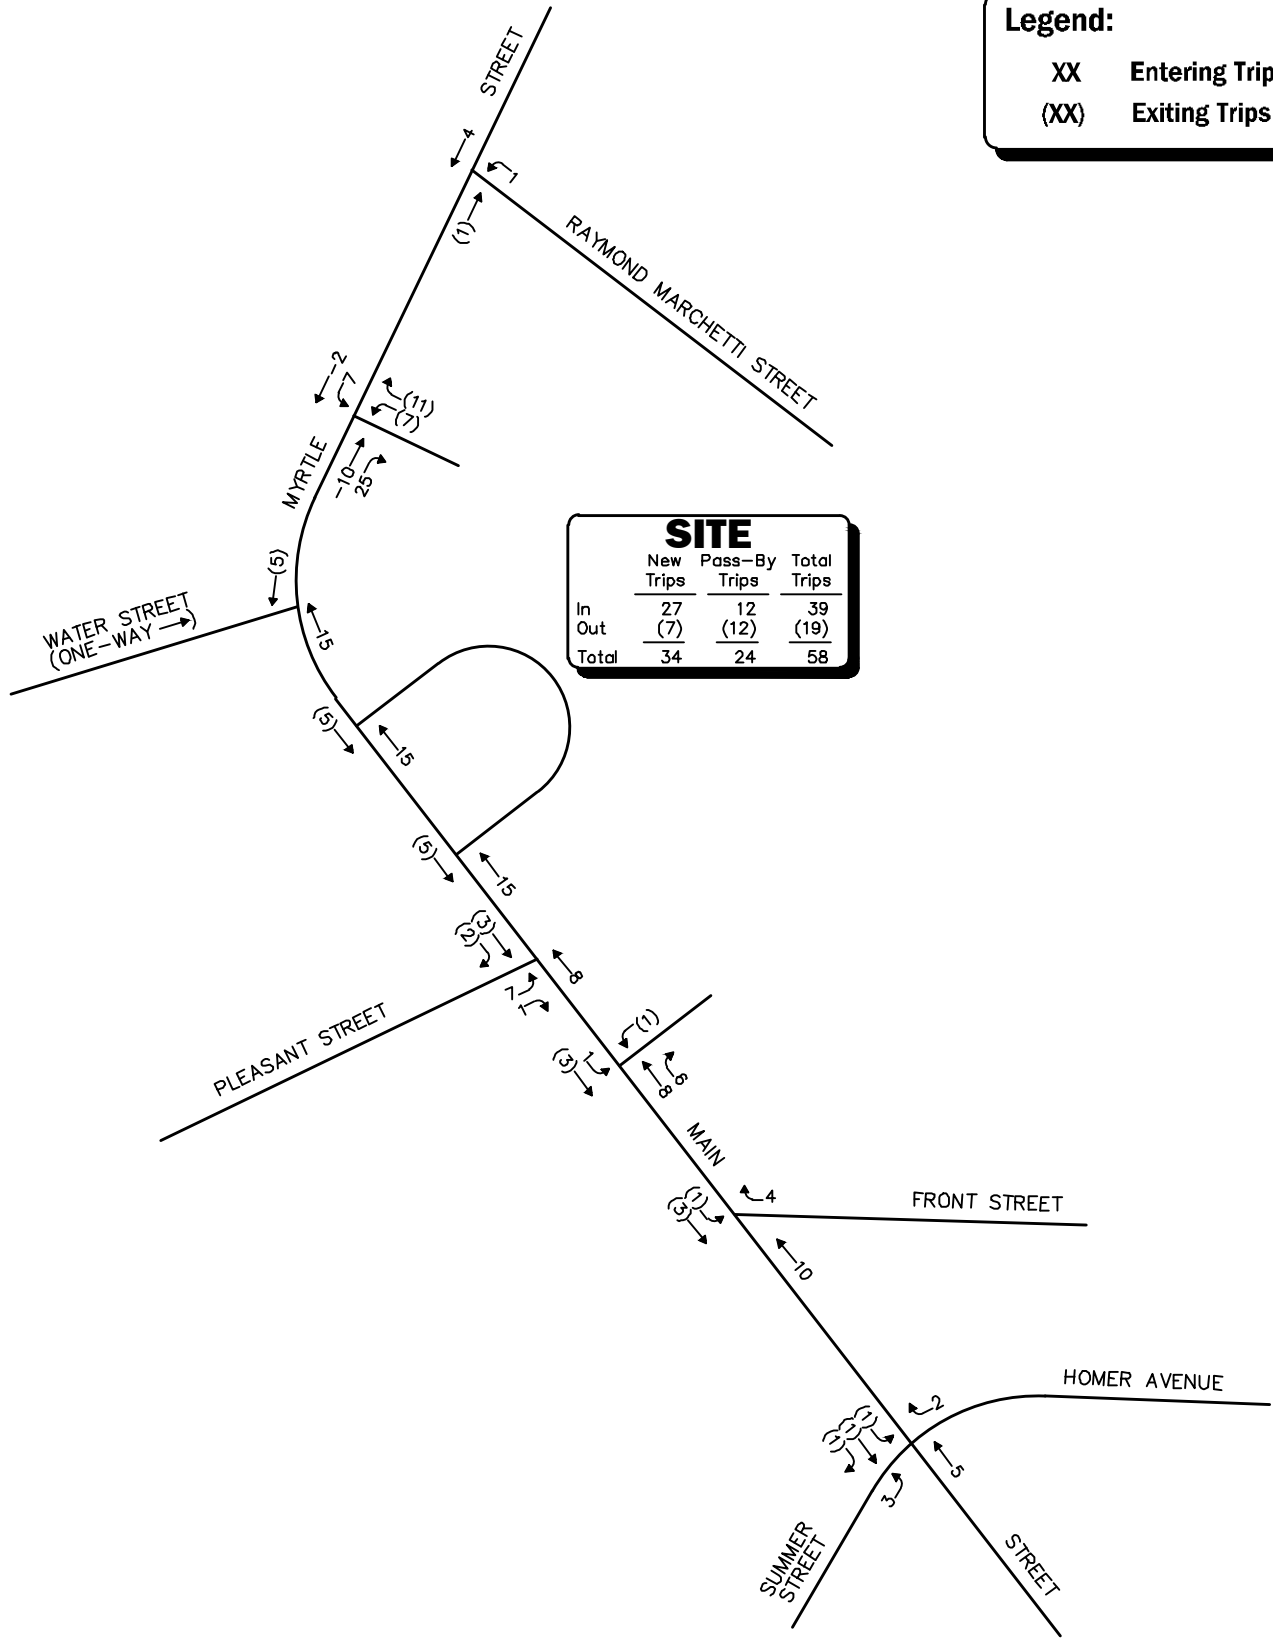 Legend:
XX Entering Trip
(XX) Exiting Trips
STREET
4
1
(1)
RAYMOND MARCHETTI STREET
-2
7
(11)
(7)
MYRTLE
-10
25
(5)
WATER STREET
(ONE-WAY →)
15
SITE
New Pass-By Total
Trips Trips Trips
In 27 12 39
Out (7) (12) (19)
Total 34 24 58
(5)
15
(5)
15
(3)
(2)
8
7
1
PLEASANT STREET
(1)
(3)
1
6
8
MAIN
4
FRONT STREET
(1)
(3)
10
HOMER AVENUE
2
(1)
(1)
(1)
5
3
SUMMER
STREET
STREET